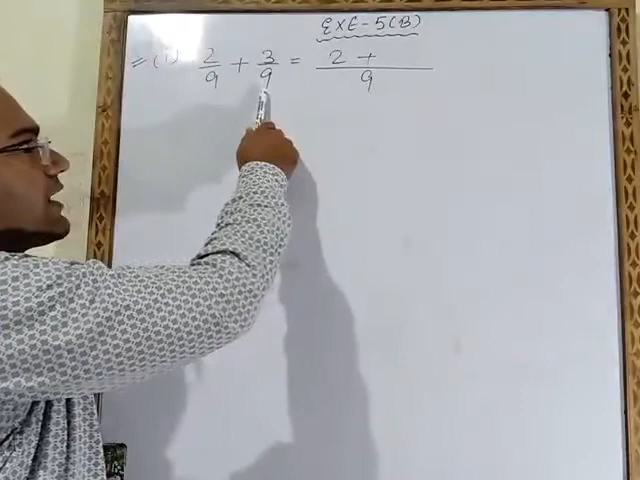 EXE-5(B)
⇒ (i) 2/9 + 3/9 = 2 + /9